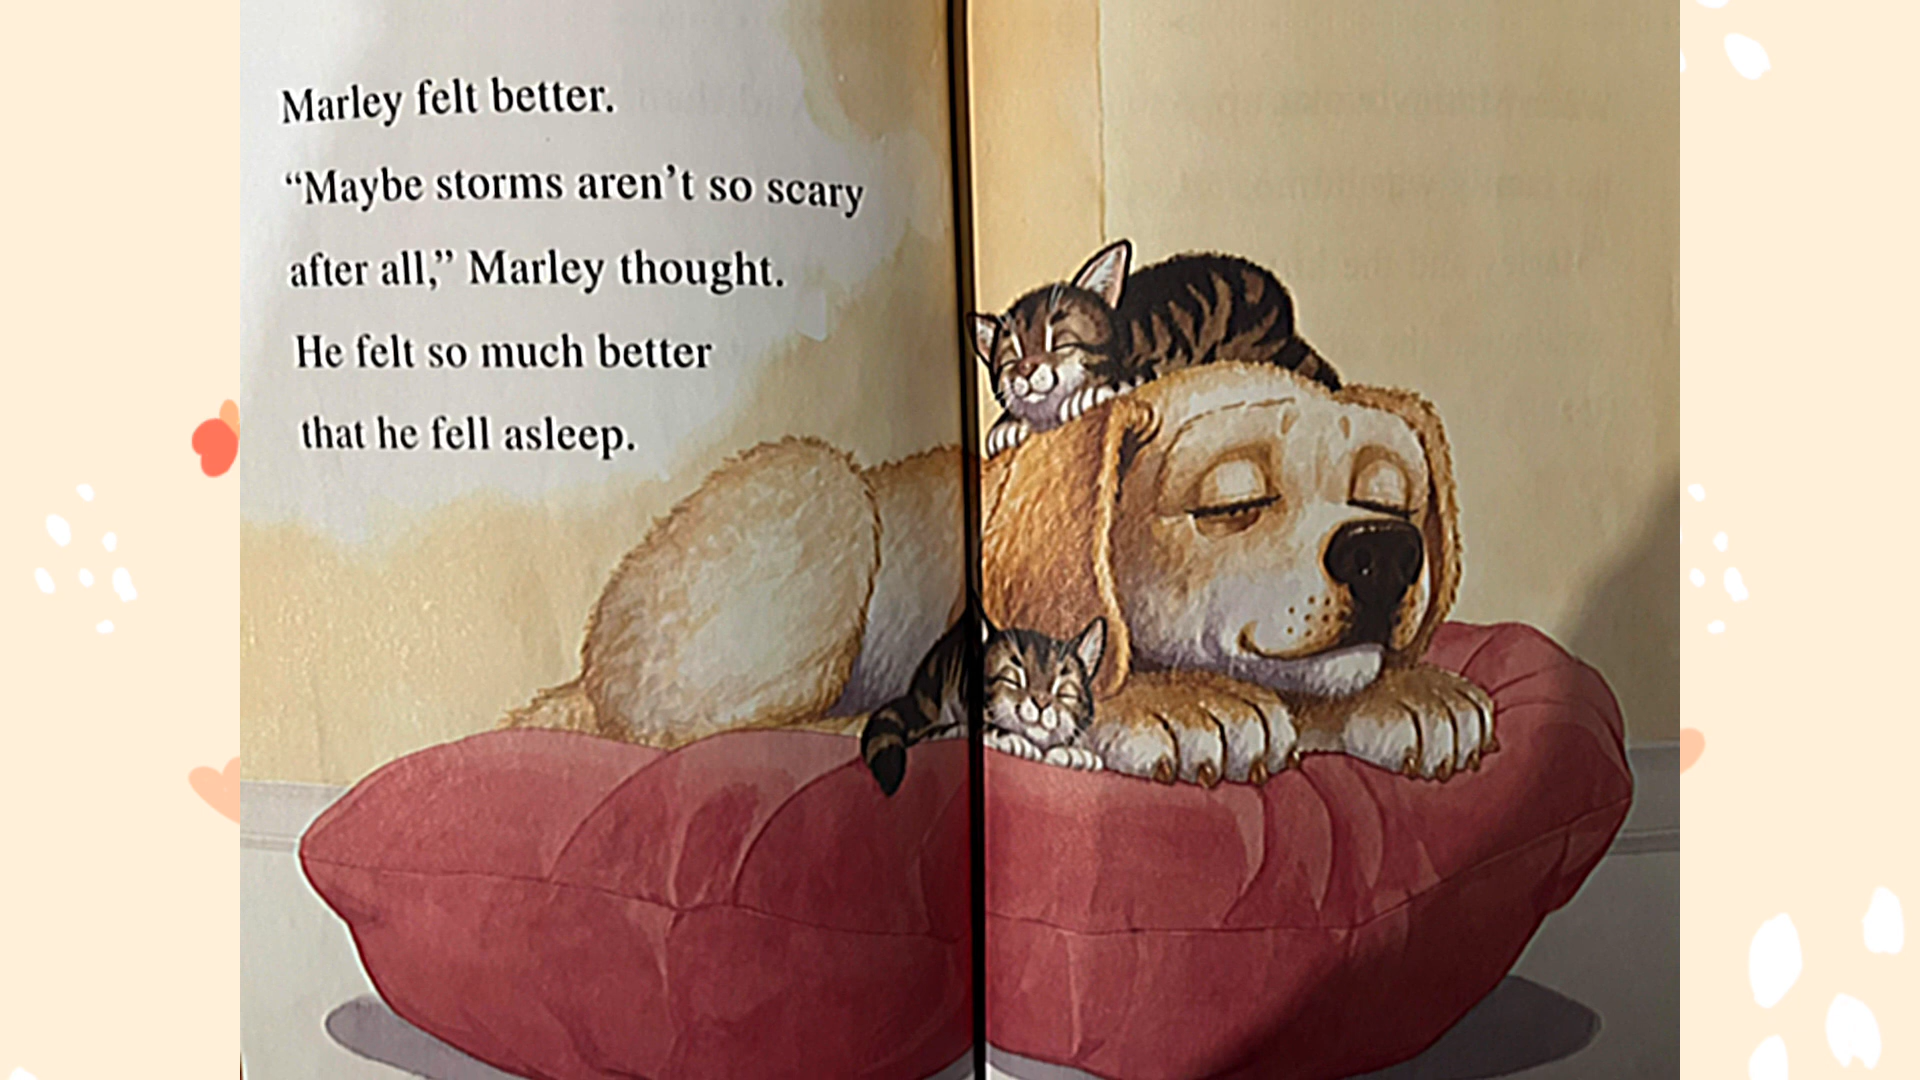 Marley felt better.
“Maybe storms aren’t so scary
after all,” Marley thought.
He felt so much better
that he fell asleep.